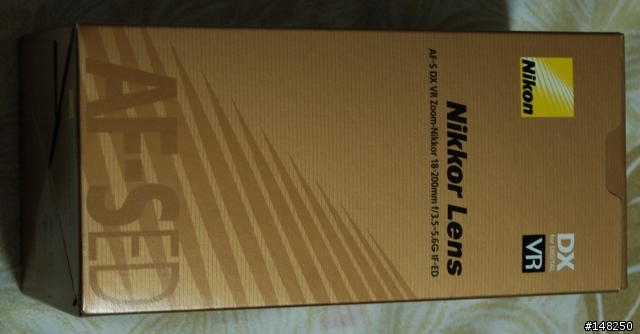 Nikon
DX
for DIGITAL
VR
Nikkor Lens
AF-S DX VR Zoom-Nikkor 18-200mm f/3.5-5.6G IF-ED
AF-SED
#148250